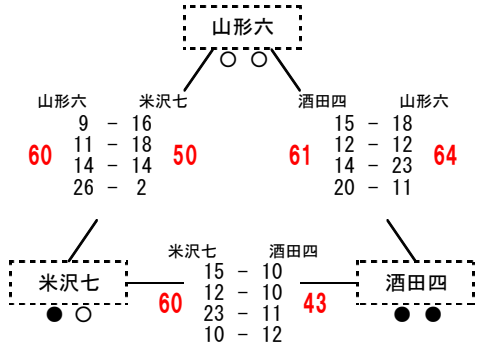 山形六
○ ○
山形六 米沢七
9 - 16
11 - 18
60 14 - 14 50
26 - 2
酒田四 山形六
15 - 18
12 - 12
61 14 - 23 64
20 - 11
米沢七
● ○
米沢七 酒田四
15 - 10
12 - 10
60 23 - 11 43
10 - 12
酒田四
● ●